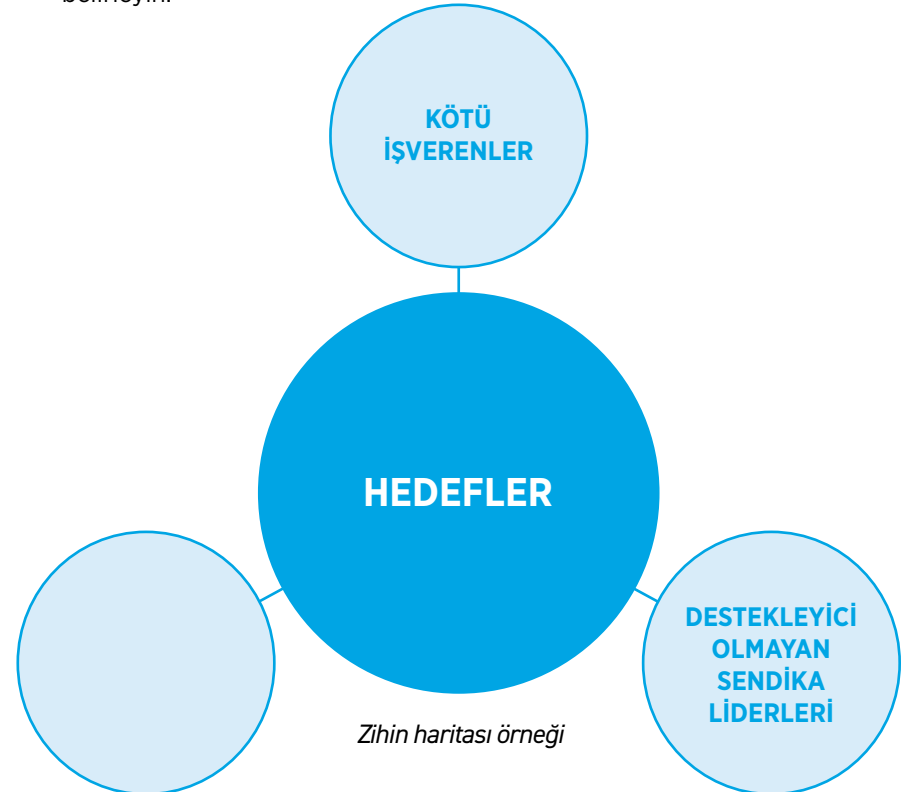 KÖTÜ
İŞVERENLER
HEDEFLER
DESTEKLEYİCİ
OLMAYAN
SENDİKA
LİDERLERİ
Zihin haritası örneği